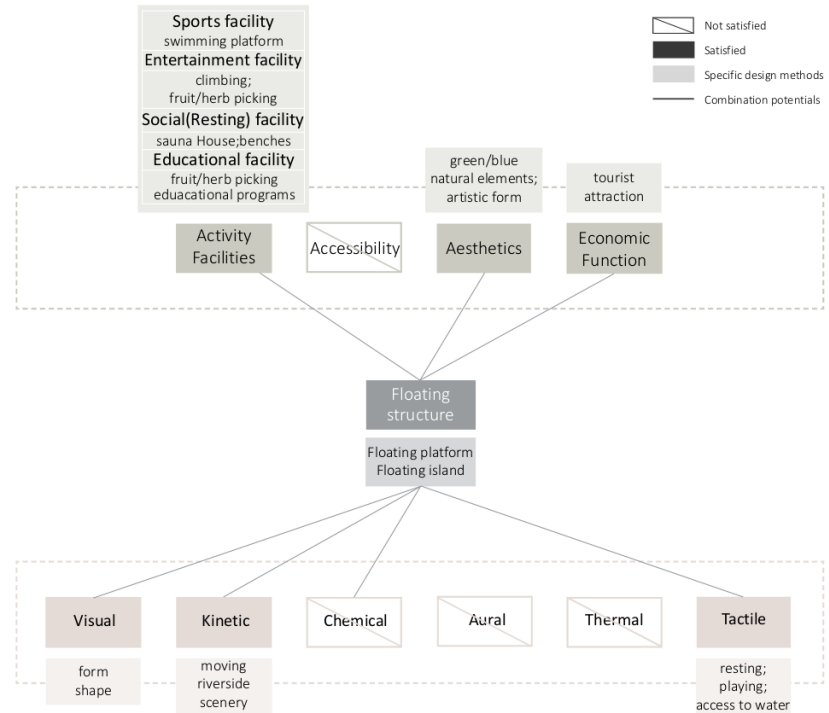 Sports facility
swimming platform
Entertainment facility
climbing;
fruit/herb picking
Social(Resting) facility
sauna House;benches
Educational facility
fruit/herb picking
eduacational programs
Not satisfied
Satisfied
Specific design methods
Combination potentials
green/blue
natural elements;
artistic form
tourist
attraction
Activity
Facilities
Accessibility
Aesthetics
Economic
Function
Floating
structure
Floating platform
Floating island
Visual
Kinetic
Chemical
Aural
Thermal
Tactile
form
shape
moving
riverside
scenery
resting;
playing;
access to water